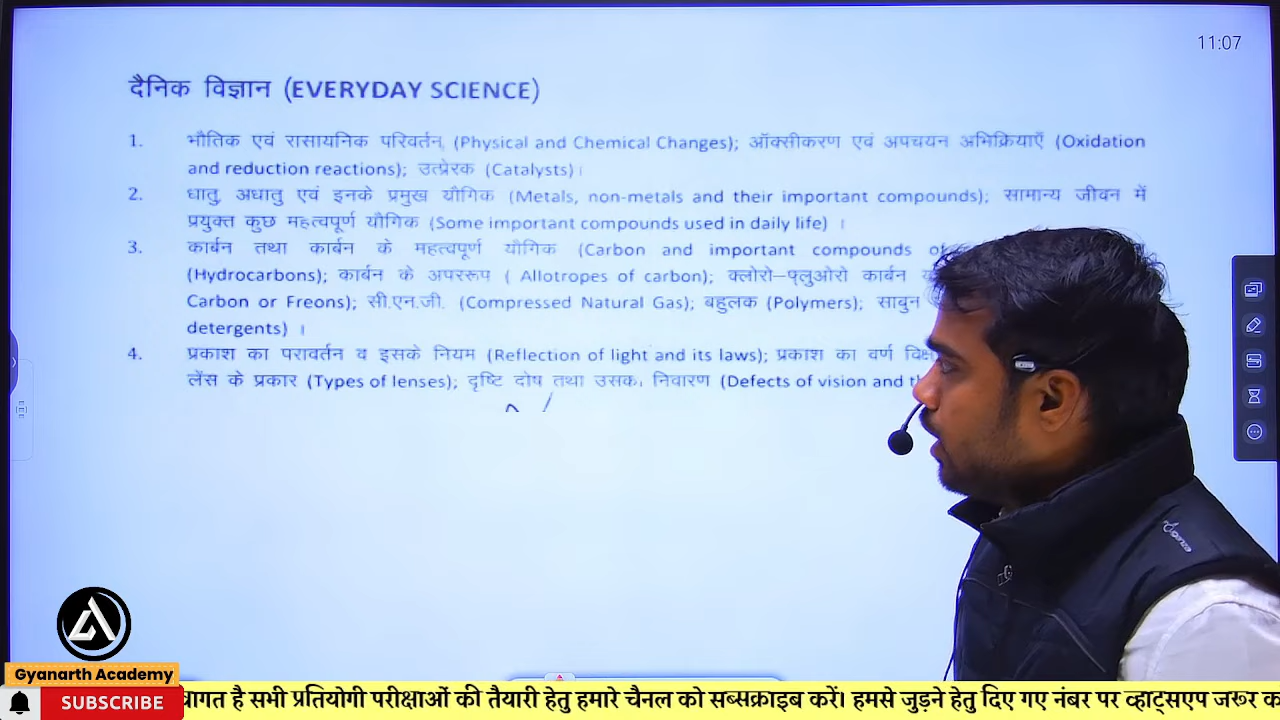 11:07
दैनिक विज्ञान (EVERYDAY SCIENCE)
1. भौतिक एवं रासायनिक परिवर्तन, (Physical and Chemical Changes); ऑक्सीकरण एवं अपचयन अभिक्रियाएँ (Oxidation
and reduction reactions); उत्प्रेरक (Catalysts)।
2. धातु, अधातु एवं इनके प्रमुख यौगिक (Metals, non-metals and their important compounds); सामान्य जीवन में
प्रयुक्त कुछ महत्वपूर्ण यौगिक (Some important compounds used in daily life) ।
3. कार्बन तथा कार्बन के महत्वपूर्ण यौगिक (Carbon and important compounds of
(Hydrocarbons); कार्बन के अपररूप ( Allotropes of carbon); क्लोरो–फ्लुओरो कार्बन
Carbon or Freons); सी.एन.जी. (Compressed Natural Gas); बहुलक (Polymers); साबुन
detergents) ।
4. प्रकाश का परावर्तन व इसके नियम (Reflection of light and its laws); प्रकाश का वर्ण
लेंस के प्रकार (Types of lenses); दृष्टि दोष तथा उसका निवारण (Defects of vision and
Gyanarth Academy
SUBSCRIBE
है सभी प्रतियोगी परीक्षाओं की तैयारी हेतु हमारे चैनल को सब्सक्राइब करें। हमसे जुड़ने हेतु दिए गए नंबर पर व्हाट्सएप जरूर